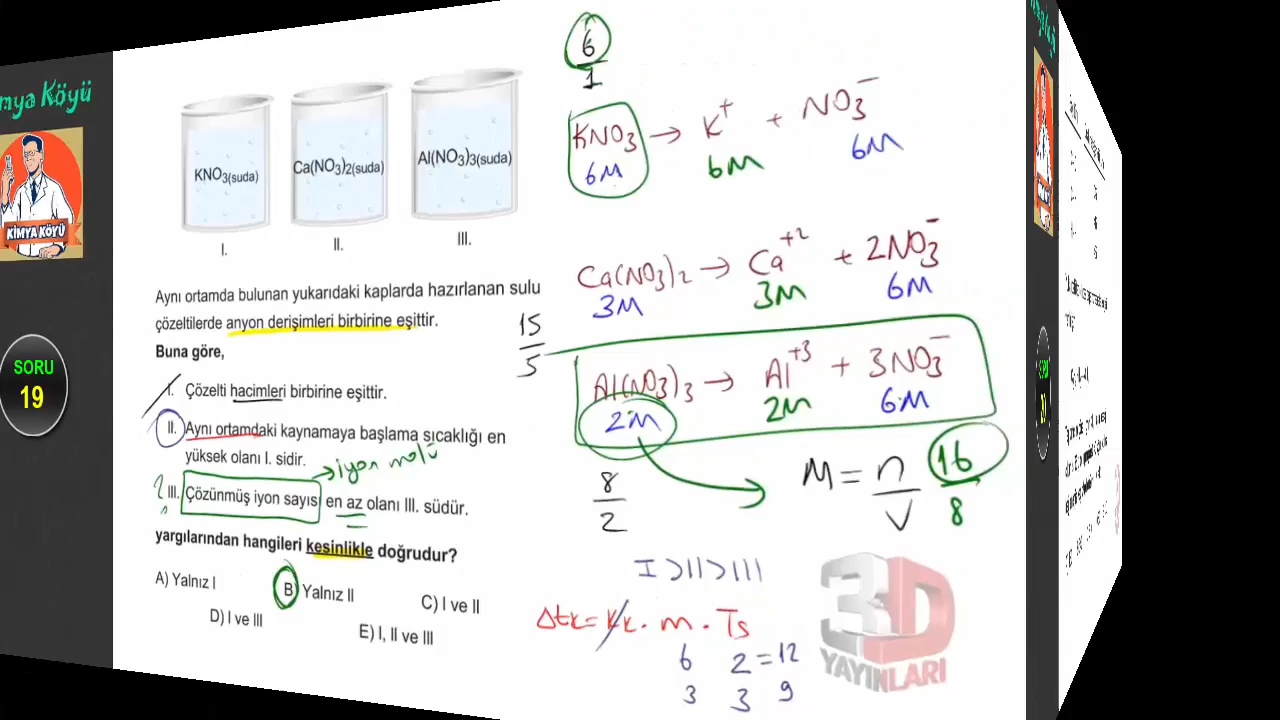 Kimya Köyü
KİMYA KÖYÜ
SORU
19
KNO3(suda)
Ca(NO3)2(suda)
Al(NO3)3(suda)
I.
II.
III.
Aynı ortamda bulunan yukarıdaki kaplarda hazırlanan sulu
çözeltilerde anyon derişimleri birbirine eşittir.
Buna göre,
I. Çözelti hacimleri birbirine eşittir.
II. Aynı ortamdaki kaynamaya başlama sıcaklığı en
yüksek olanı I. sidir.
→ iyon molü
III. Çözünmüş iyon sayısı en az olanı III. südür.
yargılarından hangileri kesinlikle doğrudur?
A) Yalnız I
B) Yalnız II
C) I ve II
D) I ve III
E) I, II ve III
6
1
KNO3 → K+ + NO3-
6M 6M 6M
Ca(NO3)2 → Ca+2 + 2NO3-
3M 3M 6M
15
5
Al(NO3)3 → Al+3 + 3NO3-
2M 2M 6M
8
2
M = n
V
16
8
I > II > III
Δtk = Kk . m . Ts
6 2 = 12
3 3 9
3D
YAYINLARI